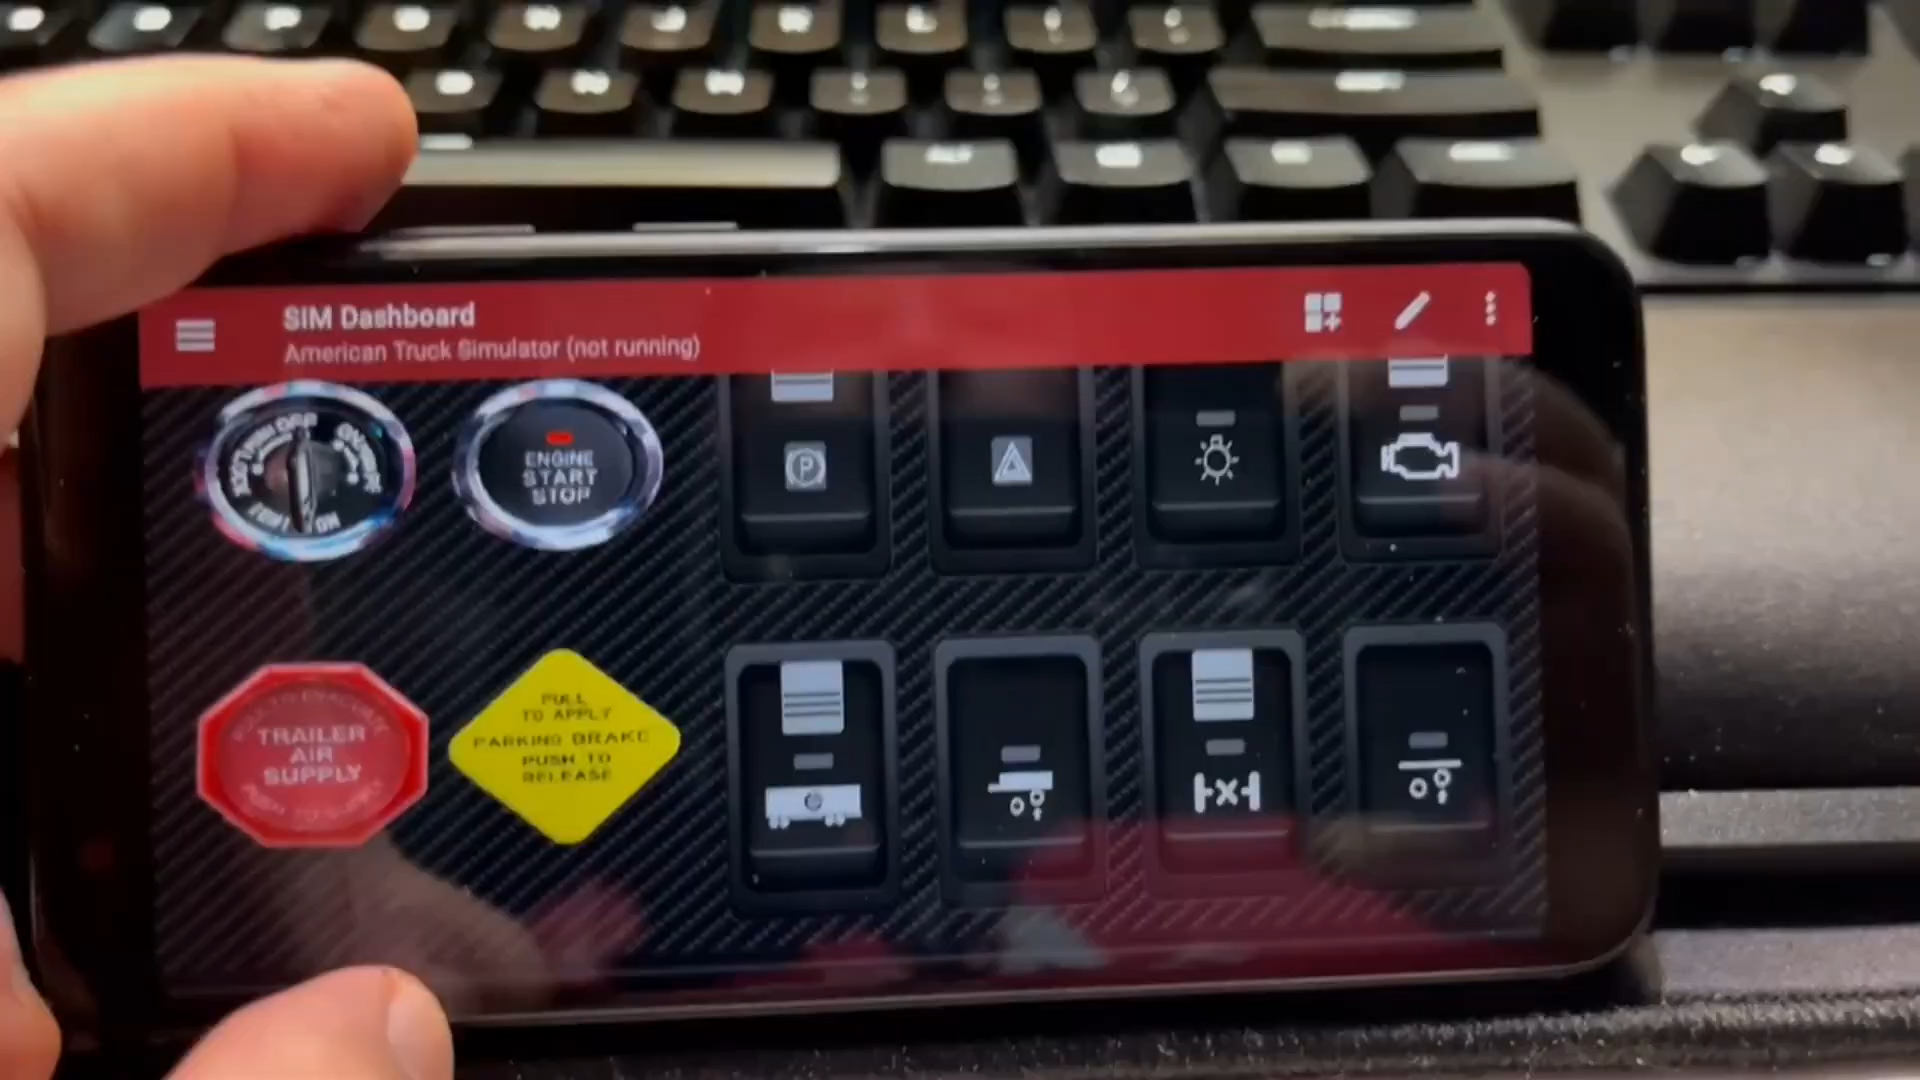 SIM Dashboard
American Truck Simulator (not running)
ENGINE
START
STOP
P
TRAILER
AIR
SUPPLY
PULL
TO APPLY
PARKING BRAKE
PUSH TO
RELEASE